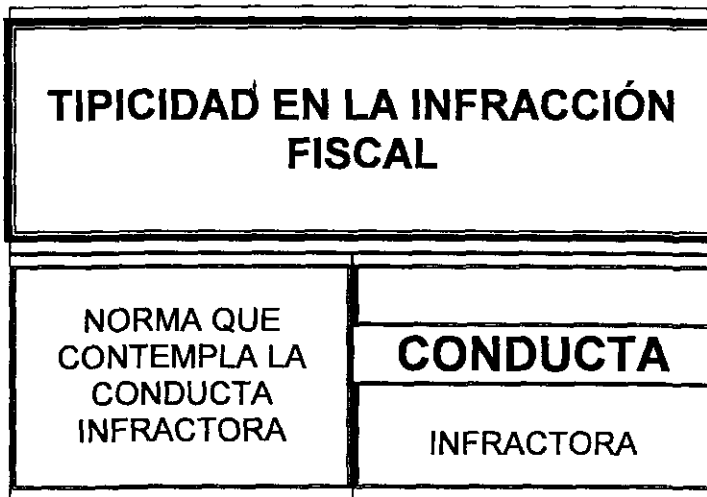 TIPICIDAD EN LA INFRACCIÓN
FISCAL
NORMA QUE
CONTEMPLA LA
CONDUCTA
INFRACTORA
CONDUCTA
INFRACTORA